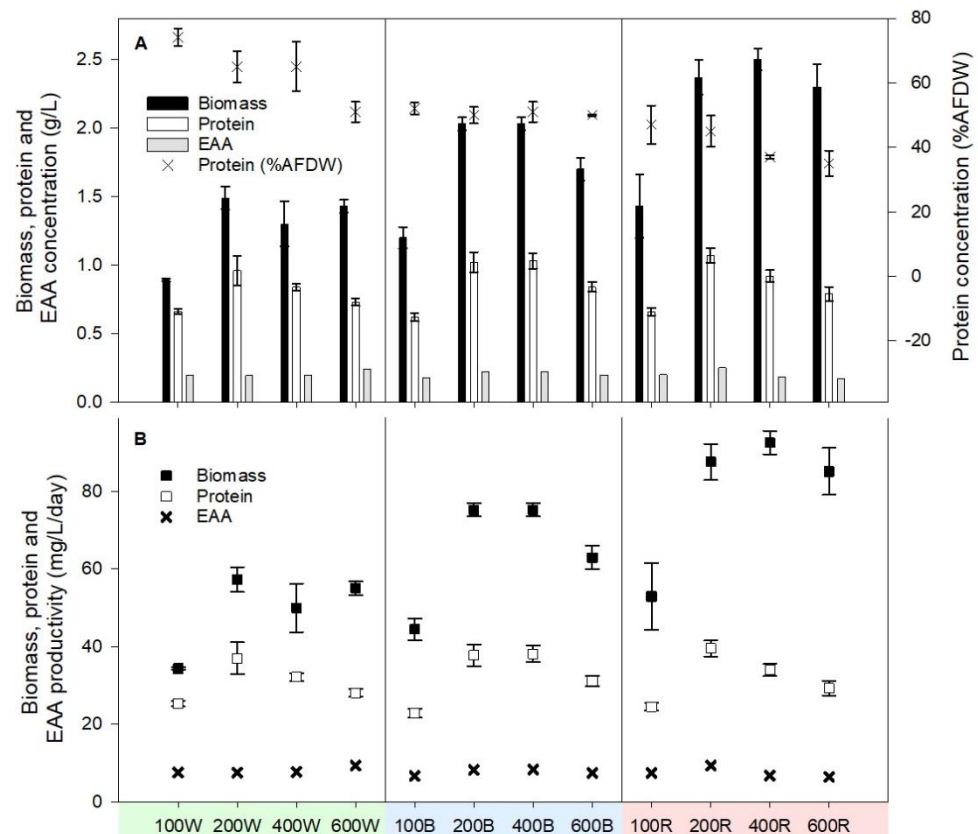 A
Biomass, protein and
EAA concentration (g/L)
2.5
2.0
1.5
1.0
0.5
0.0
Biomass
Protein
EAA
Protein (%AFDW)
80
60
40
20
0
-20
Protein concentration (%AFDW)
B
Biomass, protein and
EAA productivity (mg/L/day)
80
60
40
20
0
Biomass
Protein
EAA
100W 200W 400W 600W 100B 200B 400B 600B 100R 200R 400R 600R